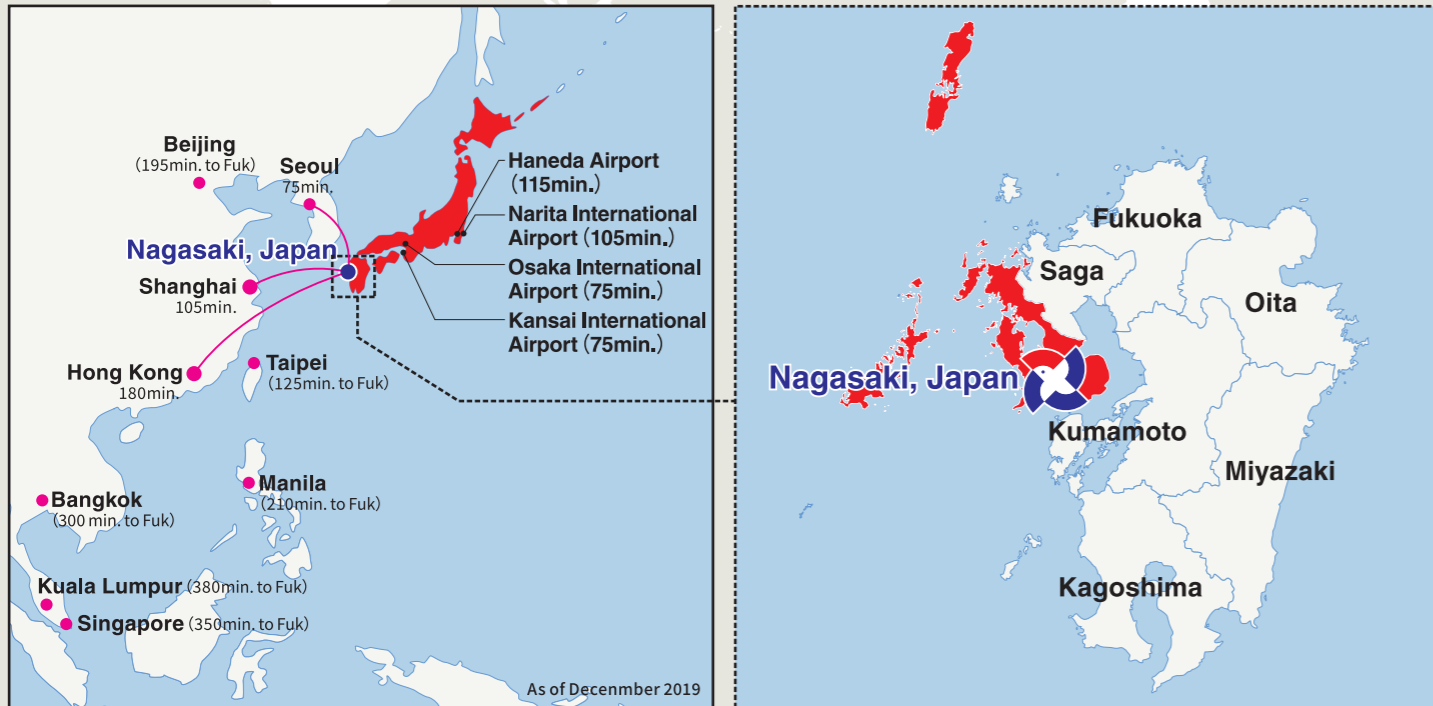 Beijing
(195min. to Fuk)
Seoul
75min.
Haneda Airport
(115min.)
Narita International
Airport (105min.)
Osaka International
Airport (75min.)
Kansai International
Airport (75min.)
Nagasaki, Japan
Shanghai
105min.
Hong Kong
180min.
Taipei
(125min. to Fuk)
Manila
(210min. to Fuk)
Bangkok
(300 min. to Fuk)
Kuala Lumpur (380min. to Fuk)
Singapore (350min. to Fuk)
As of Decenmber 2019
Fukuoka
Saga
Oita
Nagasaki, Japan
Kumamoto
Miyazaki
Kagoshima